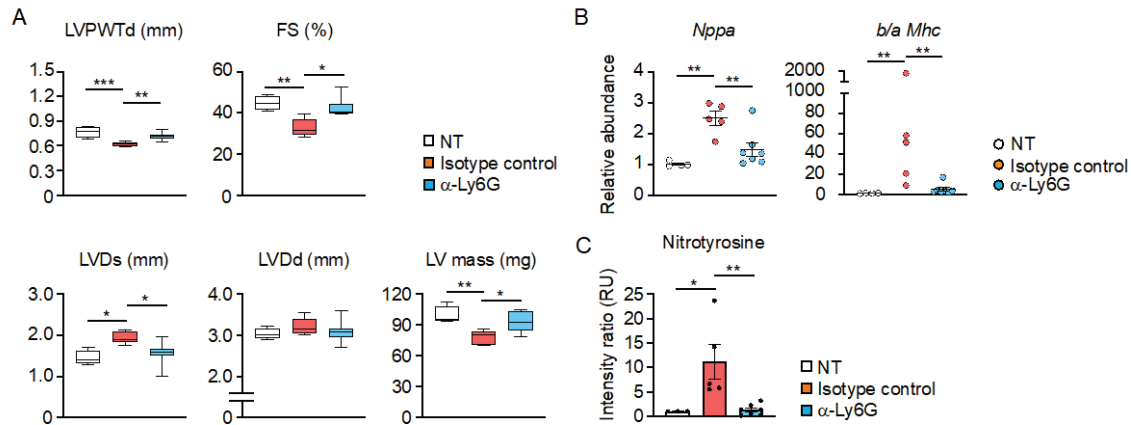 A
LVPWTd (mm)
1.5
1.2
0.9
0.6
0.3
0
***
**
FS (%)
60
40
20
0
**
*
NT
Isotype control
α-Ly6G
LVDs (mm)
3.0
2.0
1.0
0
*
*
LVDd (mm)
4.0
3.0
2.0
0
LV mass (mg)
120
90
60
30
0
**
*
B
Nppa
Relative abundance
4
3
2
1
0
**
**
b/a Mhc
2000
1000
80
60
40
20
0
**
**
NT
Isotype control
α-Ly6G
C
Nitrotyrosine
Intensity ratio (RU)
25
20
15
10
5
0
*
**
NT
Isotype control
α-Ly6G